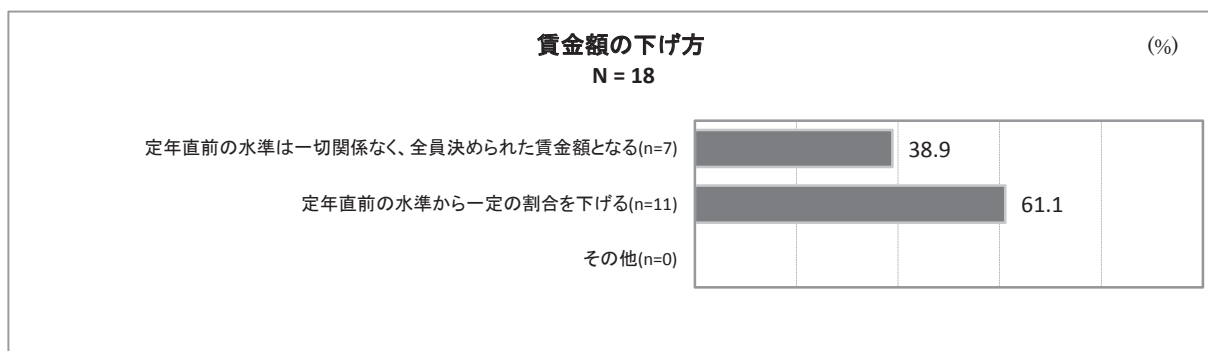 賃金額の下げ方
(%)
N = 18
定年直前の水準は一切関係なく、全員決められた賃金額となる(n=7)
38.9
定年直前の水準から一定の割合を下げる(n=11)
61.1
その他(n=0)